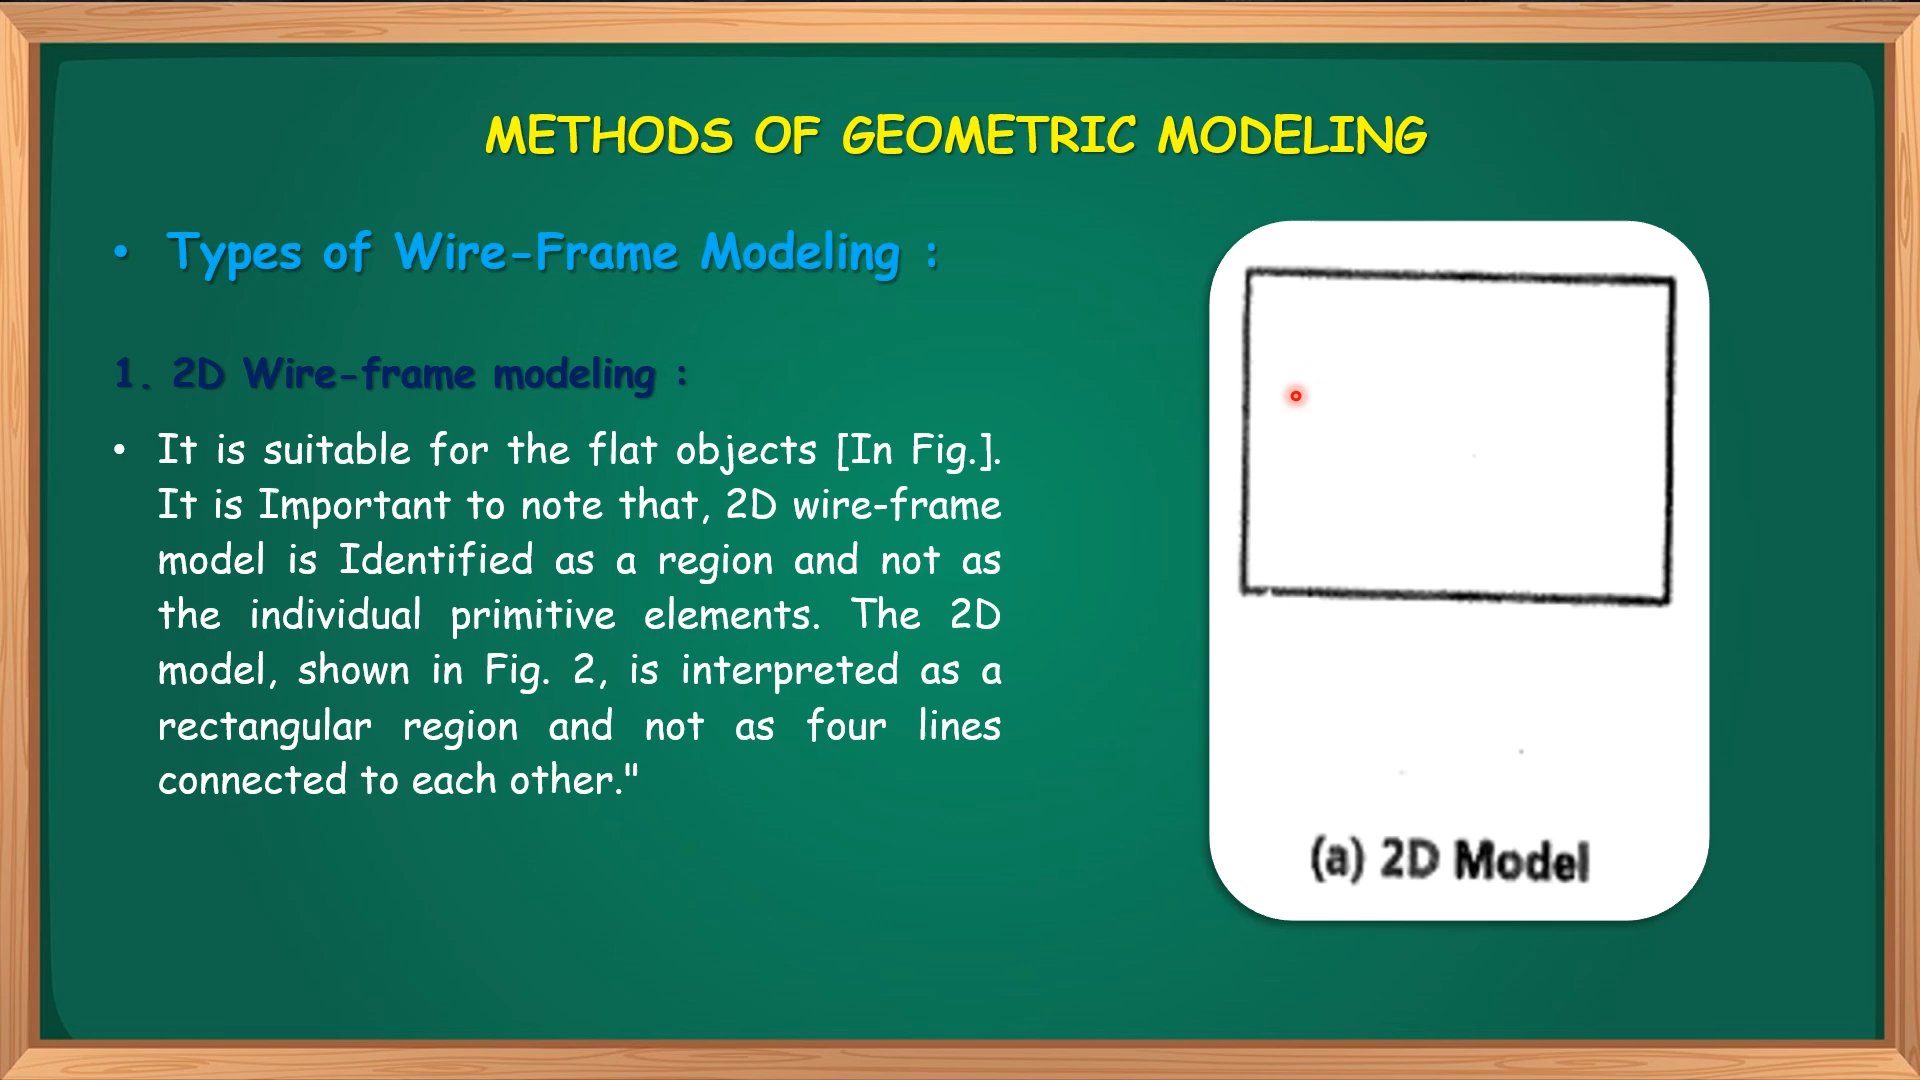 METHODS OF GEOMETRIC MODELING
• Types of Wire-Frame Modeling :
1. 2D Wire-frame modeling :
• It is suitable for the flat objects [In Fig.].
It is Important to note that, 2D wire-frame
model is Identified as a region and not as
the individual primitive elements. The 2D
model, shown in Fig. 2, is interpreted as a
rectangular region and not as four lines
connected to each other."
(a) 2D Model